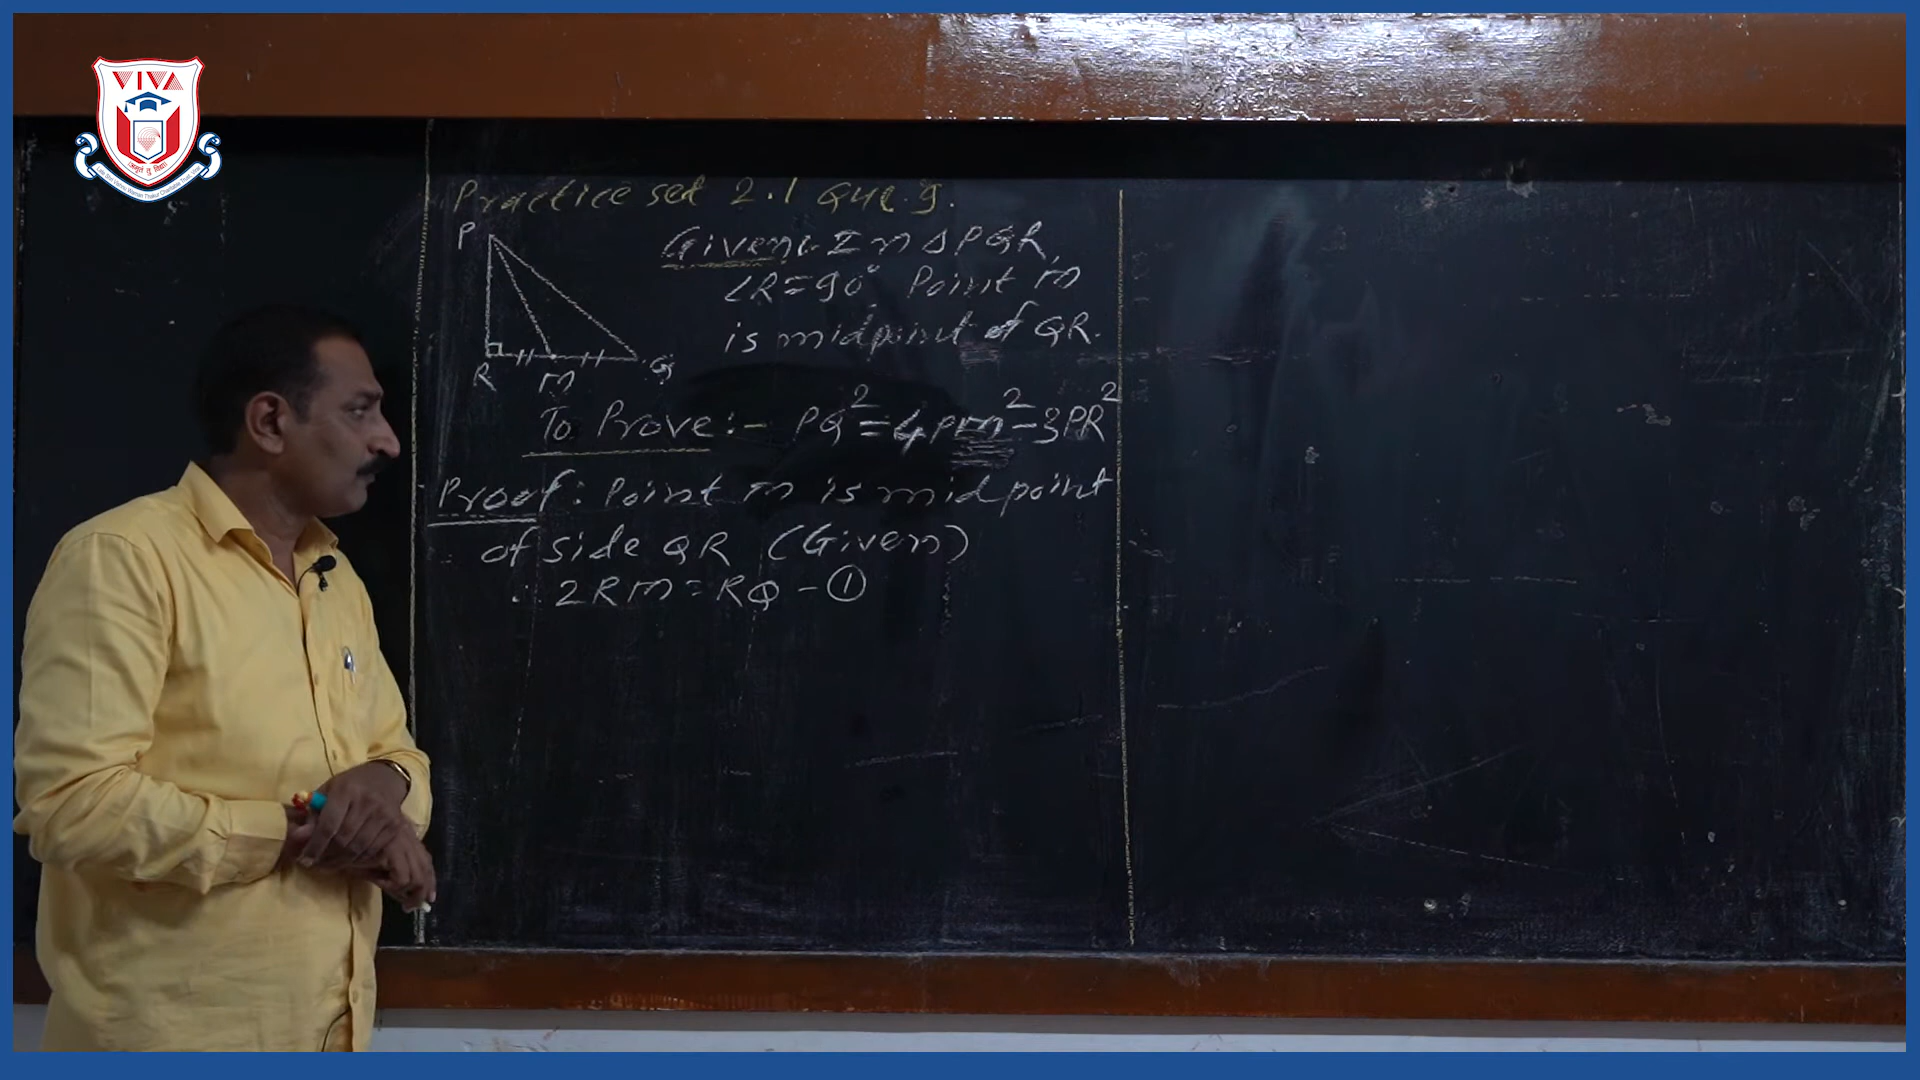 VIVA
Practice set 2.1 Que. 9.
P
R
M
Q
Given:- In △PQR,
∠R=90° Point M
is midpoint of QR.
To Prove:- PQ²=4PM²-3PR²
Proof: Point M is midpoint
of side QR (Given)
∴ 2RM=RQ -①